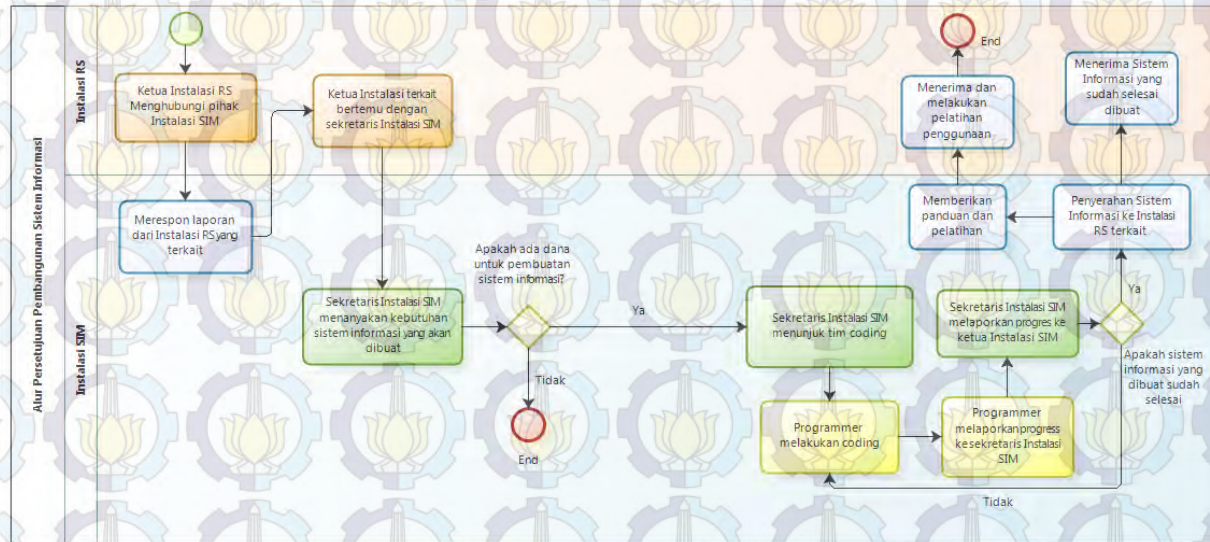 Alur Persetujuan Pembangunan Sistem Informasi
Instalasi RS
Ketua Instalasi RS
Menghubungi pihak
Instalasi SIM
Ketua Instalasi terkait
bertemu dengan
sekretaris Instalasi SIM
End
Menerima dan
melakukan
pelatihan
penggunaan
Menerima Sistem
Informasi yang
sudah selesai
dibuat
Instalasi SIM
Merespon laporan
dari Instalasi RS yang
terkait
Memberikan
panduan dan
pelatihan
Penyerahan Sistem
Informasi ke Instalasi
RS terkait
Apakah ada dana
untuk pembuatan
sistem informasi?
Sekretaris Instalasi SIM
menanyakan kebutuhan
sistem informasi yang akan
dibuat
Ya
Tidak
End
Sekretaris Instalasi SIM
menunjuk tim coding
Sekretaris Instalasi SIM
melaporkan progres ke
ketua Instalasi SIM
Ya
Apakah sistem
informasi yang
dibuat sudah
selesai
Programmer
melakukan coding
Programmer
melaporkan progress
ke sekretaris Instalasi
SIM
Tidak